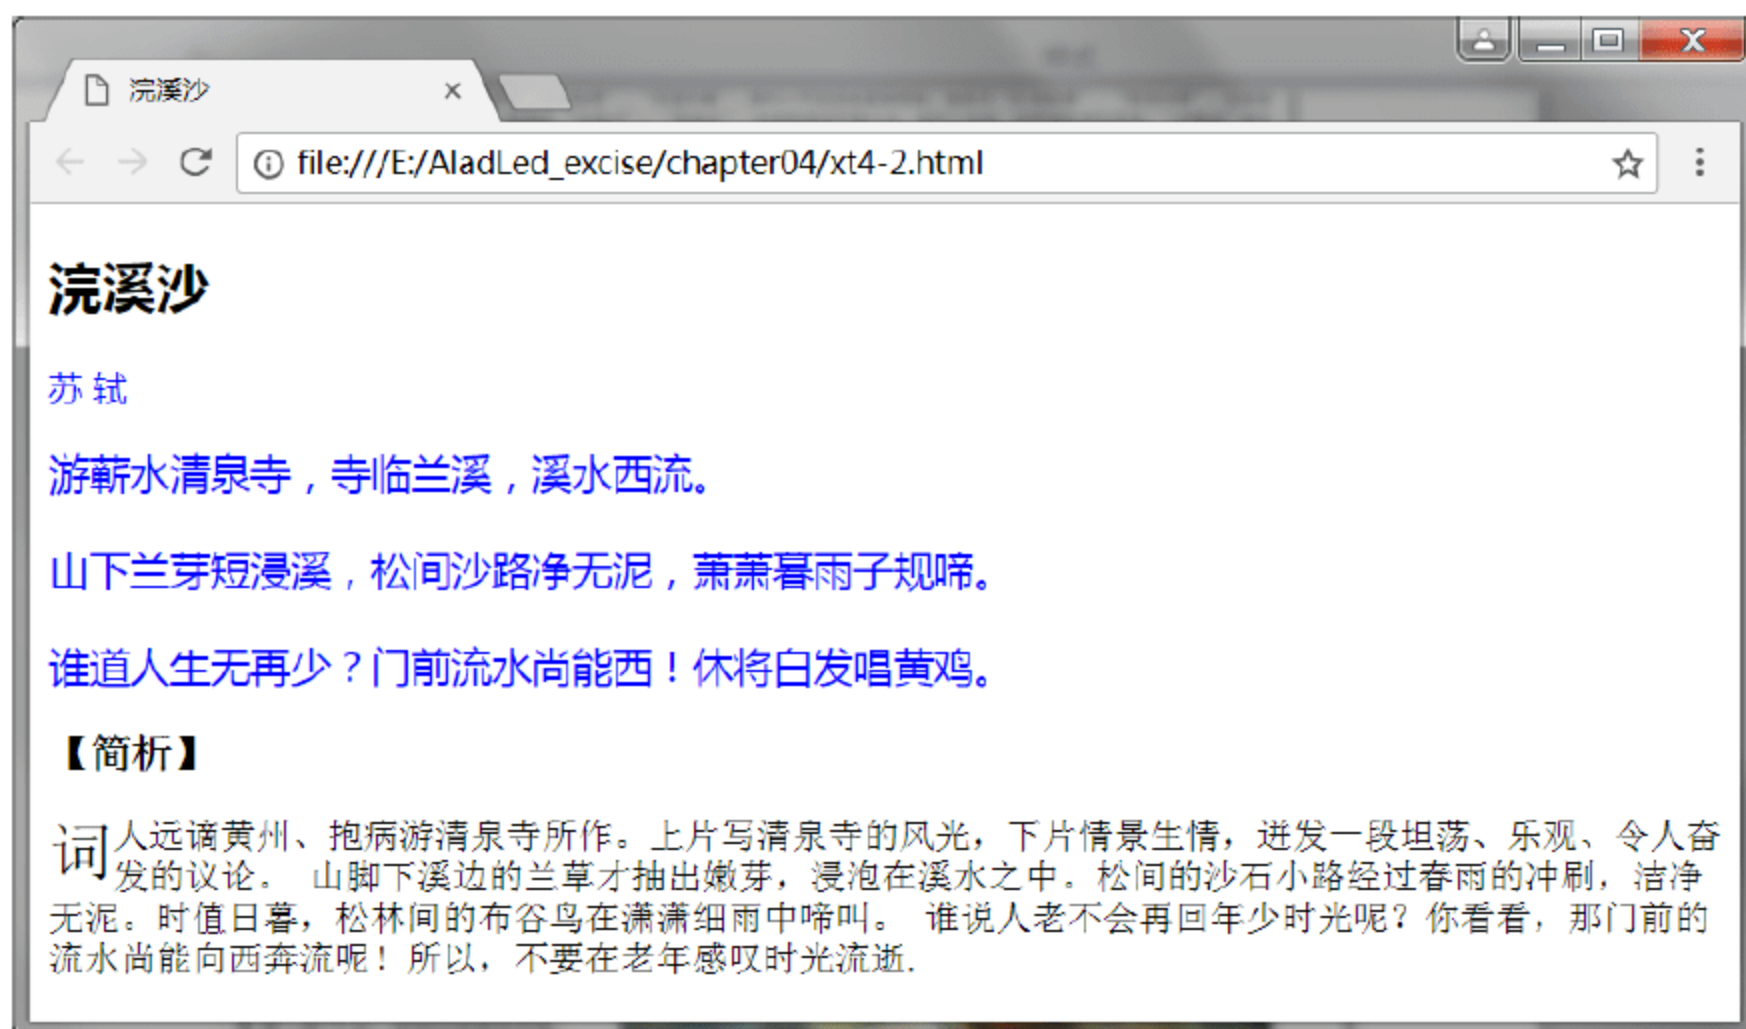 浣溪沙
file:///E:/AladLed_excise/chapter04/xt4-2.html
浣溪沙
苏 轼
游蕲水清泉寺，寺临兰溪，溪水西流。
山下兰芽短浸溪，松间沙路净无泥，萧萧暮雨子规啼。
谁道人生无再少？门前流水尚能西！休将白发唱黄鸡。
【简析】
词人远谪黄州、抱病游清泉寺所作。上片写清泉寺的风光，下片情景生情，迸发一段坦荡、乐观、令人奋
发的议论。 山脚下溪边的兰草才抽出嫩芽，浸泡在溪水之中。松间的沙石小路经过春雨的冲刷，洁净
无泥。时值日暮，松林间的布谷鸟在潇潇细雨中啼叫。 谁说人老不会再回年少时光呢？你看看，那门前的
流水尚能向西奔流呢！所以，不要在老年感叹时光流逝.